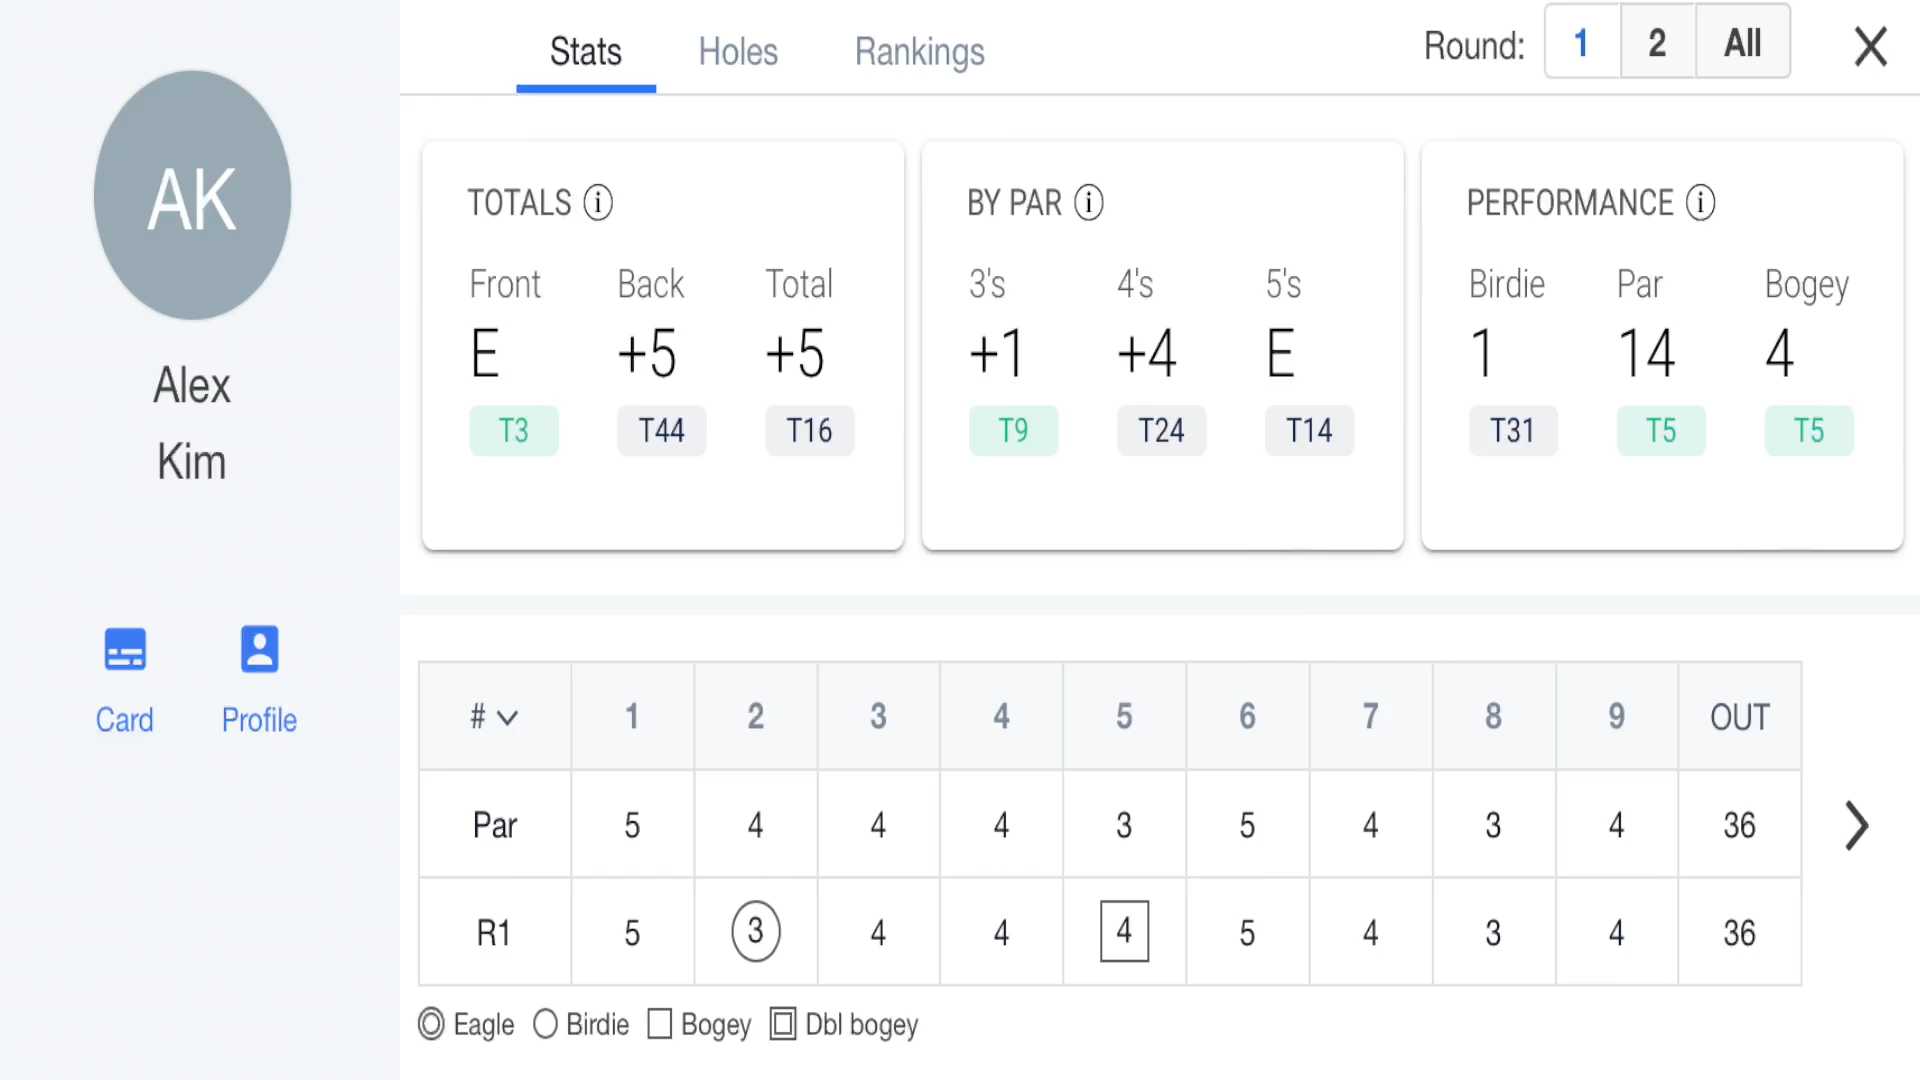 AK
Alex
Kim
Card Profile
Stats Holes Rankings Round: 1 2 All
TOTALS
Front Back Total
E +5 +5
T3 T44 T16
BY PAR
3's 4's 5's
+1 +4 E
T9 T24 T14
PERFORMANCE
Birdie Par Bogey
1 14 4
T31 T5 T5
# 1 2 3 4 5 6 7 8 9 OUT
Par 5 4 4 4 3 5 4 3 4 36
R1 5 3 4 4 4 5 4 3 4 36
Eagle Birdie Bogey Dbl bogey